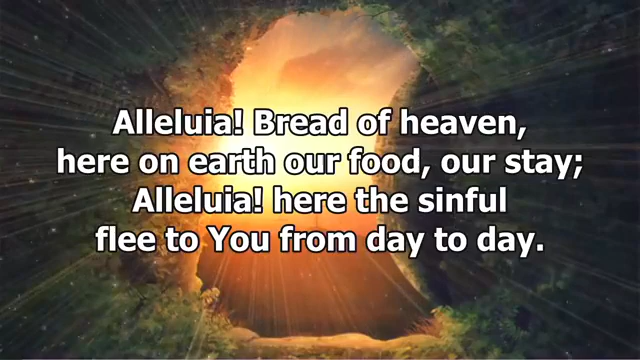 Alleluia! Bread of heaven,
here on earth our food, our stay;
Alleluia! here the sinful
flee to You from day to day.